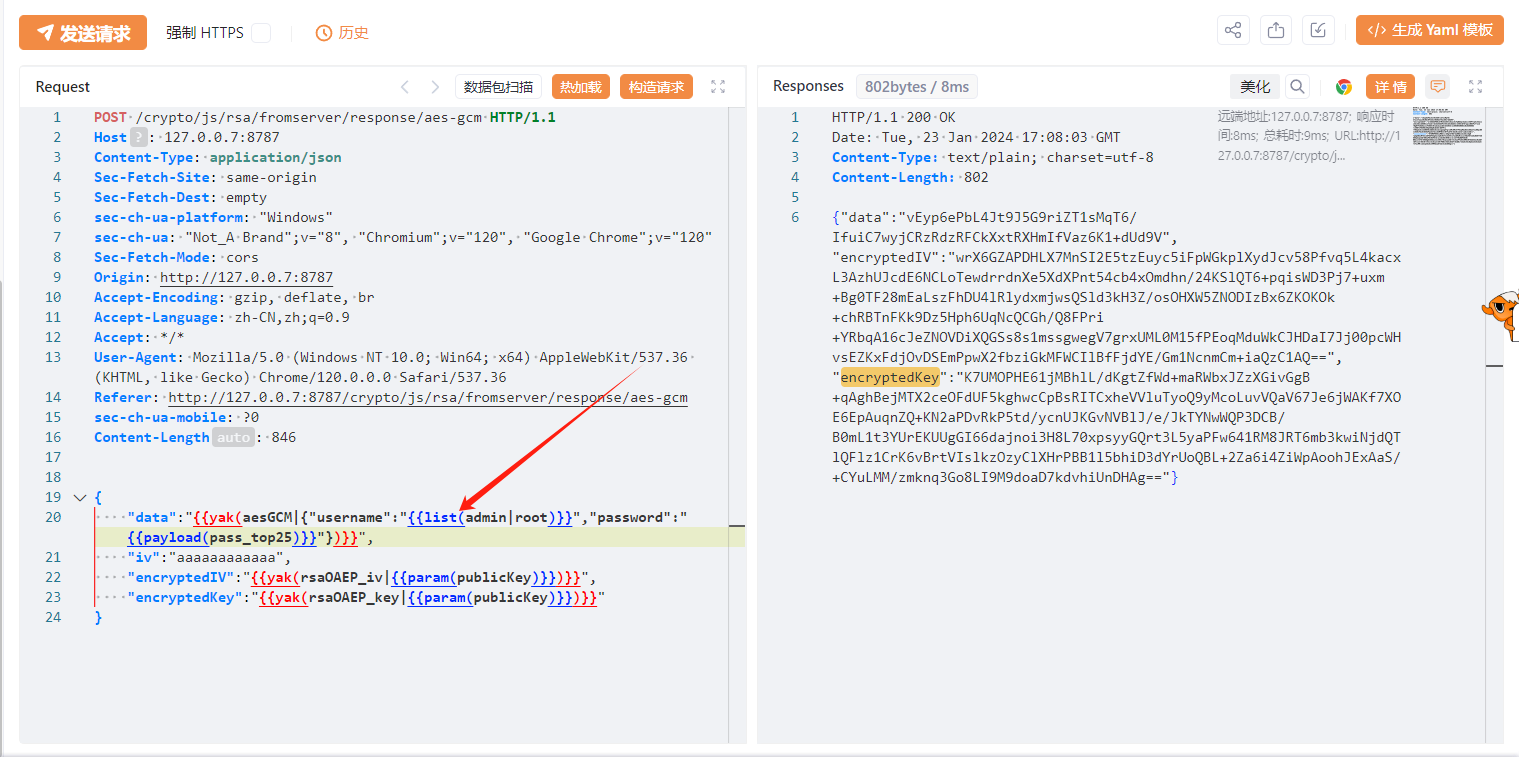 发送请求 强制 HTTPS 历史 </> 生成 Yaml 模板
Request 数据包扫描 热加载 构造请求
1 POST /crypto/js/rsa/fromserver/response/aes-gcm HTTP/1.1
2 Host ? : 127.0.0.7:8787
3 Content-Type: application/json
4 Sec-Fetch-Site: same-origin
5 Sec-Fetch-Dest: empty
6 sec-ch-ua-platform: "Windows"
7 sec-ch-ua: "Not_A Brand";v="8", "Chromium";v="120", "Google Chrome";v="120"
8 Sec-Fetch-Mode: cors
9 Origin: http://127.0.0.7:8787
10 Accept-Encoding: gzip, deflate, br
11 Accept-Language: zh-CN,zh;q=0.9
12 Accept: */*
13 User-Agent: Mozilla/5.0 (Windows NT 10.0; Win64; x64) AppleWebKit/537.36
(KHTML, like Gecko) Chrome/120.0.0.0 Safari/537.36
14 Referer: http://127.0.0.7:8787/crypto/js/rsa/fromserver/response/aes-gcm
15 sec-ch-ua-mobile: ?0
16 Content-Length auto : 846
17
18
19 {
20 "data":"{{yak(aesGCM|{"username":"{{list(admin|root)}}","password":"
{{payload(pass_top25)}}"})}}",
21 "iv":"aaaaaaaaaaaa",
22 "encryptedIV":"{{yak(rsaOAEP_iv|{{param(publicKey)}})}}",
23 "encryptedKey":"{{yak(rsaOAEP_key|{{param(publicKey)}})}}"
24 }
Responses 802bytes / 8ms 美化 详情
1 HTTP/1.1 200 OK
2 Date: Tue, 23 Jan 2024 17:08:03 GMT
3 Content-Type: text/plain; charset=utf-8
4 Content-Length: 802
5
6 {"data":"vEyp6ePbL4Jt9J5G9riZT1sMqT6/
IfuiC7wyjCRzRdzRFCkXxtRXHmIfVaz6K1+dUd9V",
"encryptedIV":"wrX6GZAPDHLX7MnSI2E5tzEuyc5iFpWGkplXydJcv58Pfvq5L4kacx
L3AzhUJcdE6NCLoTewdrrdnXe5XdXPnt54cb4xOmdhn/24KSlQT6+pqisWD3Pj7+uxm
+Bg0TF28mEaLszFhDU4lRlydxmjwsQSld3kH3Z/osOHXW5ZNODIzBx6ZKOKOk
+chRBTnFKk9Dz5Hph6UqNcQCGh/Q8FPri
+YRbqA16cJeZNOVDiXQGSs8s1mssgwegV7grxUML0M15fPEoqMduWkCJHDaI7Jj00pcWH
vsEZKxFdjOvDSEmPpwX2fbziGkMFWCIlBfFjdYE/Gm1NcnmCm+iaQzC1AQ==",
"encryptedKey":"K7UMOPHE61jMBhlL/dKgtZfWd+maRWbxJZzXGivGgB
+qAghBejMTX2ceOFdUF5kghwcCpBsRITCxheVVluTyoQ9yMcoLuvVQaV67Je6jWAKf7XO
E6EpAuqnZQ+KN2aPDvRkP5td/ycnUJKGvNVBlJ/e/JkTYNwWQP3DCB/
B0mL1t3YUrEKUUgGI66dajnoi3H8L70xpsyyGQrt3L5yaPFw641RM8JRT6mb3kwiNjdQT
lQFlz1CrK6vBrtVIslkzOzyClXHrPBB1l5bhiD3dYrUoQBL+2Za6i4ZiWpAoohJExAaS/
+CYuLMM/zmknq3Go8LI9M9doaD7kdvhiUnDHAg=="}
远端地址:127.0.0.7:8787; 响应时
间:8ms; 总耗时:9ms; URL:http://1
27.0.0.7:8787/crypto/j...